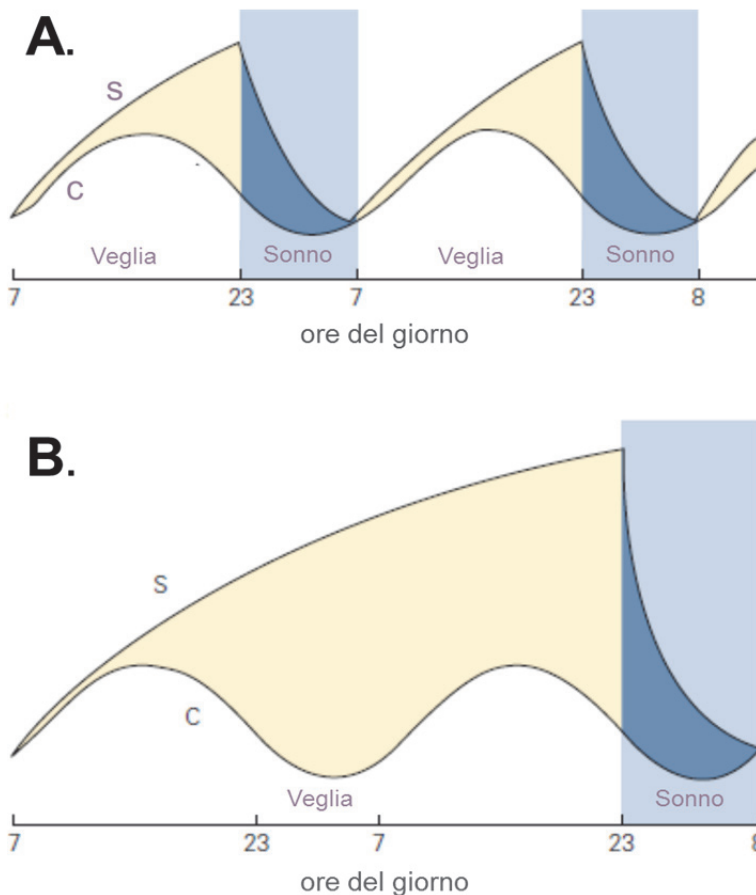 A.
S
C
Veglia Sonno Veglia Sonno
7 23 7 23 8
ore del giorno
B.
S
C
Veglia Sonno
7 23 7 23 8
ore del giorno